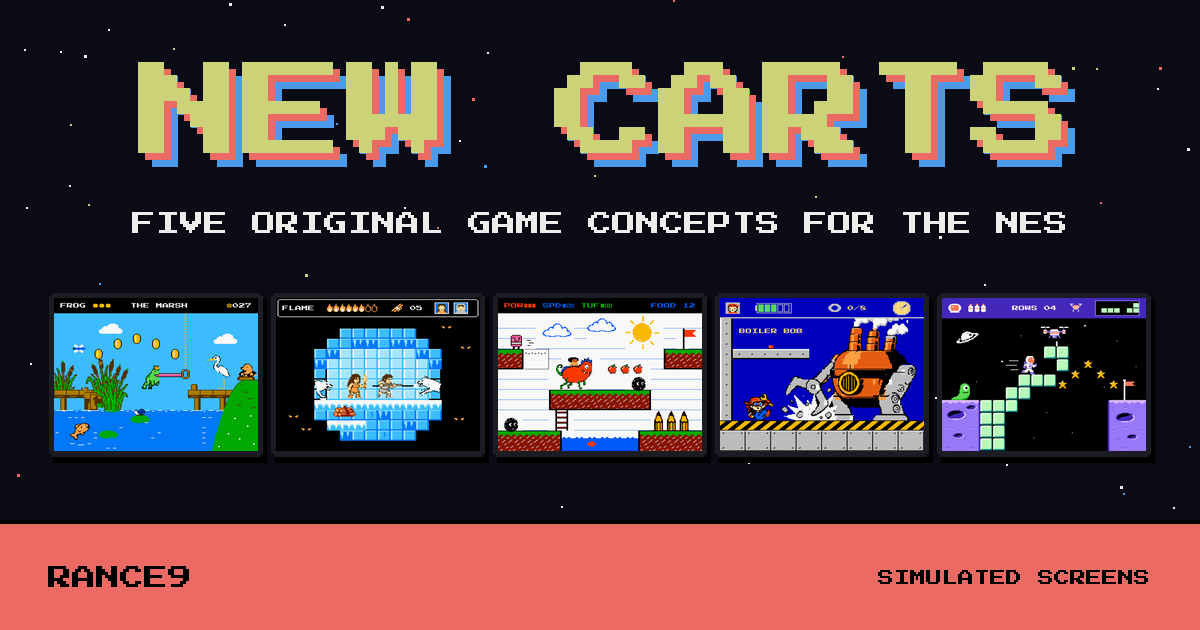 NEW CARTS
FIVE ORIGINAL GAME CONCEPTS FOR THE NES
FROG THE MARSH 027
FLAME 05
POW SPD TUF FOOD 12
0/8
BOILER BOB
ROWS 04
RANCE9
SIMULATED SCREENS